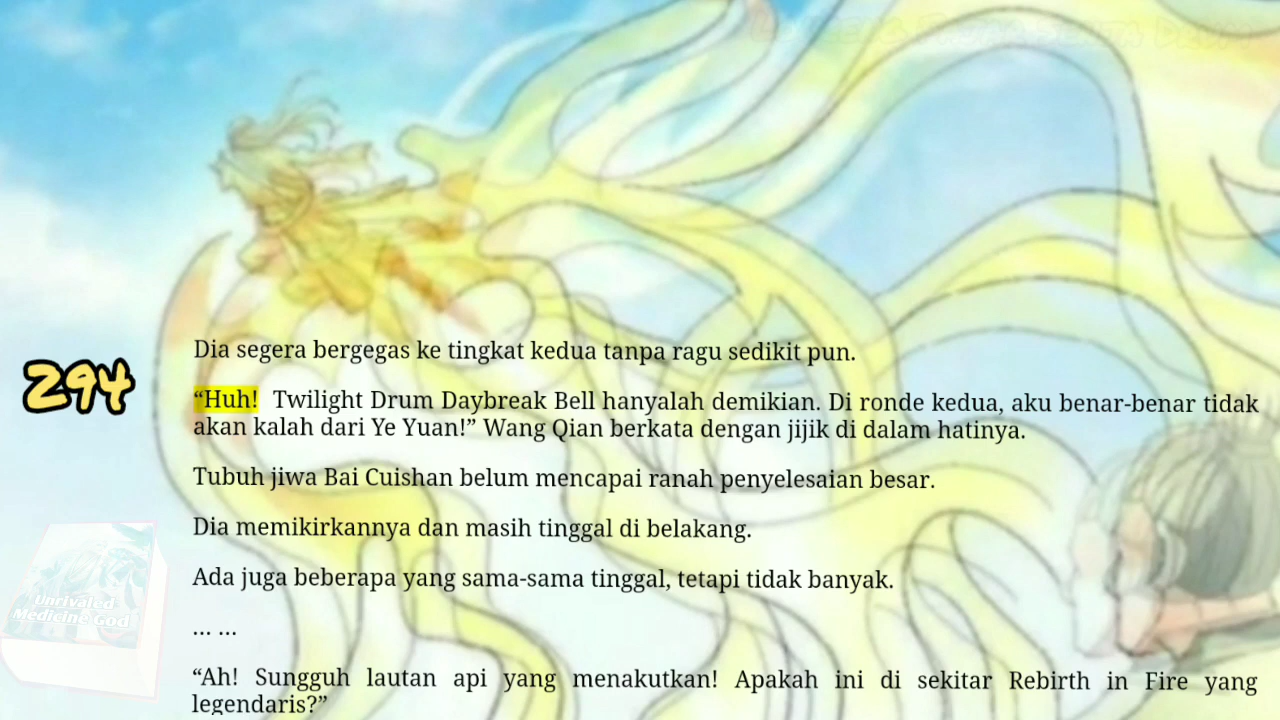 Dia segera bergegas ke tingkat kedua tanpa ragu sedikit pun.
294
“Huh! Twilight Drum Daybreak Bell hanyalah demikian. Di ronde kedua, aku benar-benar tidak
akan kalah dari Ye Yuan!” Wang Qian berkata dengan jijik di dalam hatinya.
Tubuh jiwa Bai Cuishan belum mencapai ranah penyelesaian besar.
Dia memikirkannya dan masih tinggal di belakang.
Ada juga beberapa yang sama-sama tinggal, tetapi tidak banyak.
Unrivaled
Medicine God
... ...
“Ah! Sungguh lautan api yang menakutkan! Apakah ini di sekitar Rebirth in Fire yang
legendaris?”